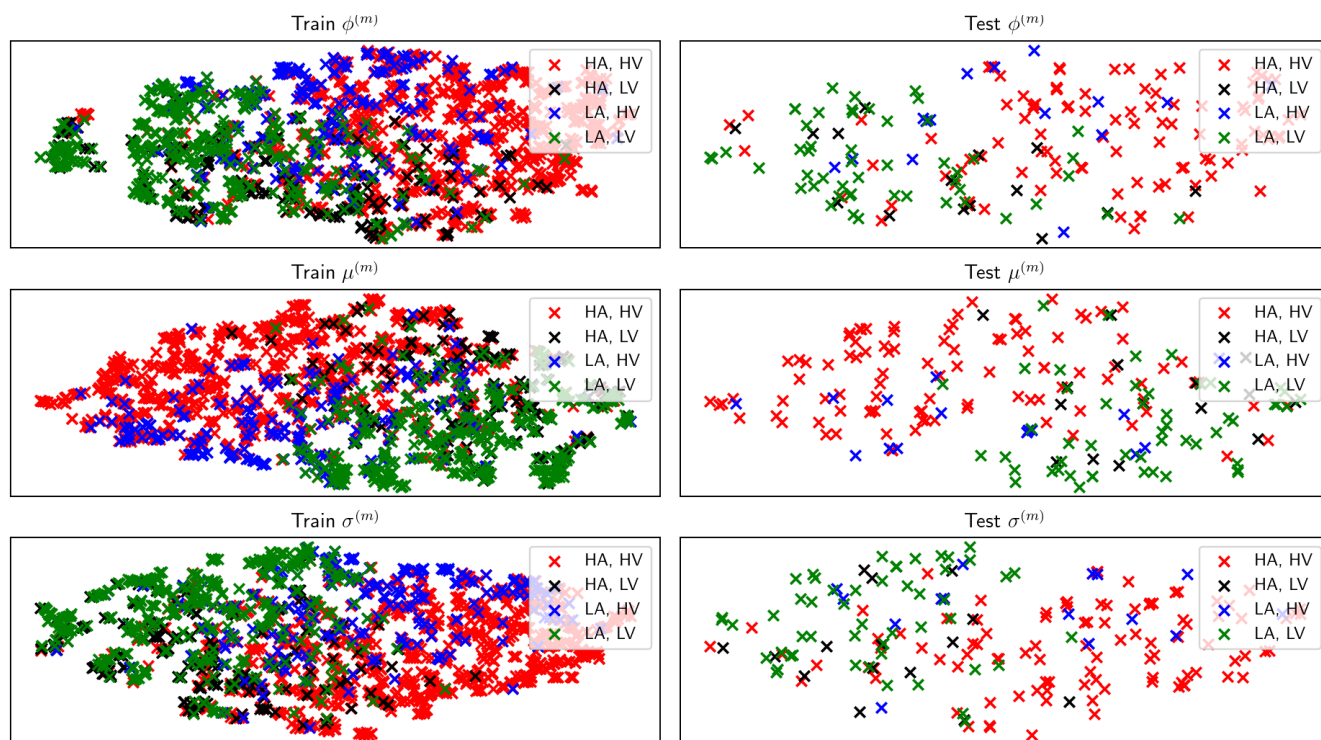 Train ϕ^(m)
HA, HV
HA, LV
LA, HV
LA, LV
Test ϕ^(m)
HA, HV
HA, LV
LA, HV
LA, LV
Train μ^(m)
HA, HV
HA, LV
LA, HV
LA, LV
Test μ^(m)
HA, HV
HA, LV
LA, HV
LA, LV
Train σ^(m)
HA, HV
HA, LV
LA, HV
LA, LV
Test σ^(m)
HA, HV
HA, LV
LA, HV
LA, LV